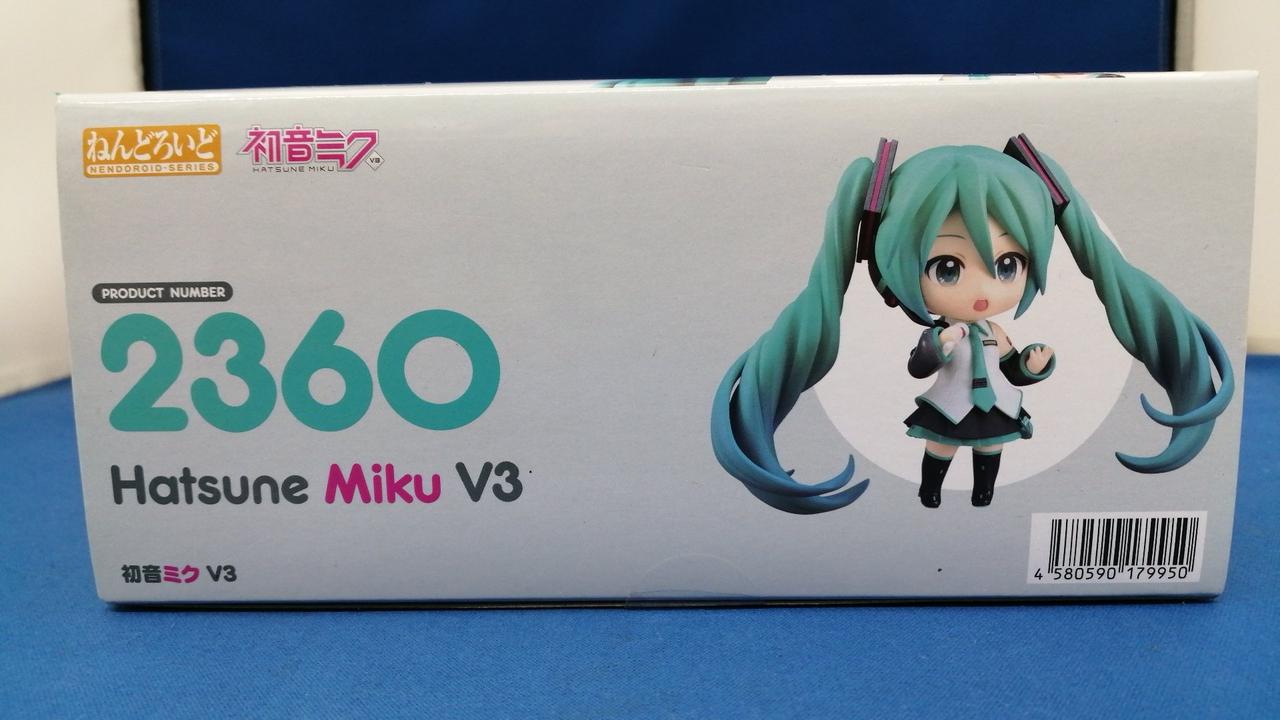 ねんどろいど
NENDOROID-SERIES
初音ミク V3
HATSUNE MIKU
PRODUCT NUMBER
2360
Hatsune Miku V3
初音ミク V3
4 580590 179950